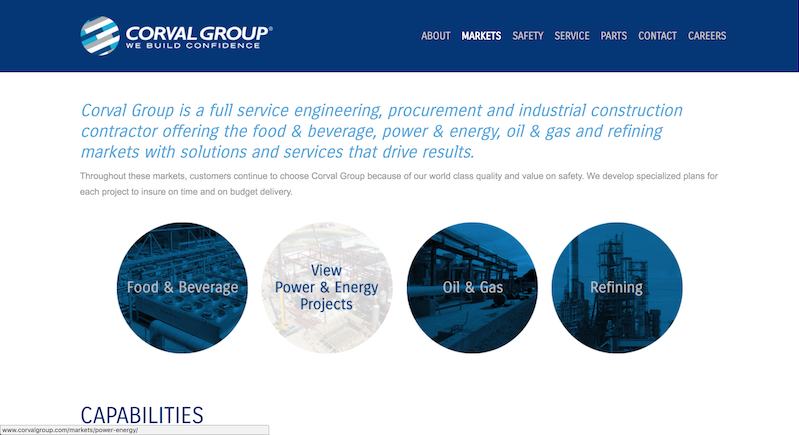 CORVAL GROUP®
WE BUILD CONFIDENCE
ABOUT MARKETS SAFETY SERVICE PARTS CONTACT CAREERS
Corval Group is a full service engineering, procurement and industrial construction
contractor offering the food & beverage, power & energy, oil & gas and refining
markets with solutions and services that drive results.
Throughout these markets, customers continue to choose Corval Group because of our world class quality and value on safety. We develop specialized plans for
each project to insure on time and on budget delivery.
Food & Beverage
View
Power & Energy
Projects
Oil & Gas
Refining
CAPABILITIES
www.corvalgroup.com/markets/power-energy/